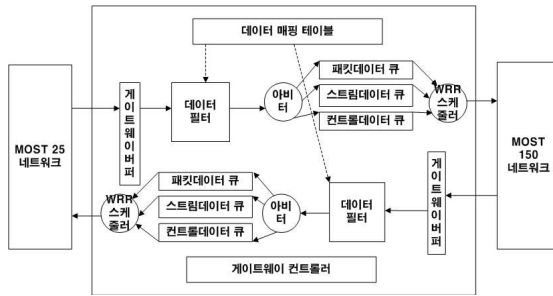 데이터 매핑 테이블
MOST 25
네트워크
게이트웨이버퍼
데이터
필터
아비
터
패킷데이터 큐
스트림데이터 큐
컨트롤데이터 큐
WRR
스케
줄러
MOST
150
네트워크
게이트웨이버퍼
데이터
필터
아비
터
패킷데이터 큐
스트림데이터 큐
컨트롤데이터 큐
WRR
스케
줄러
게이트웨이 컨트롤러